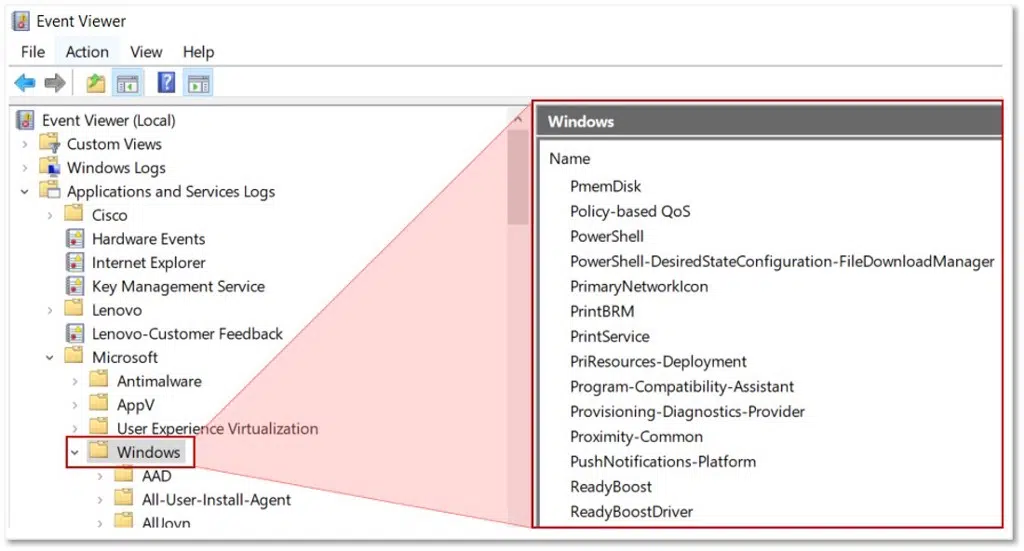 Event Viewer
File Action View Help
Event Viewer (Local)
Custom Views
Windows Logs
Applications and Services Logs
Cisco
Hardware Events
Internet Explorer
Key Management Service
Lenovo
Lenovo-Customer Feedback
Microsoft
Antimalware
AppV
User Experience Virtualization
Windows
AAD
All-User-Install-Agent
AllJoyn
Windows
Name
PmemDisk
Policy-based QoS
PowerShell
PowerShell-DesiredStateConfiguration-FileDownloadManager
PrimaryNetworkIcon
PrintBRM
PrintService
PriResources-Deployment
Program-Compatibility-Assistant
Provisioning-Diagnostics-Provider
Proximity-Common
PushNotifications-Platform
ReadyBoost
ReadyBoostDriver